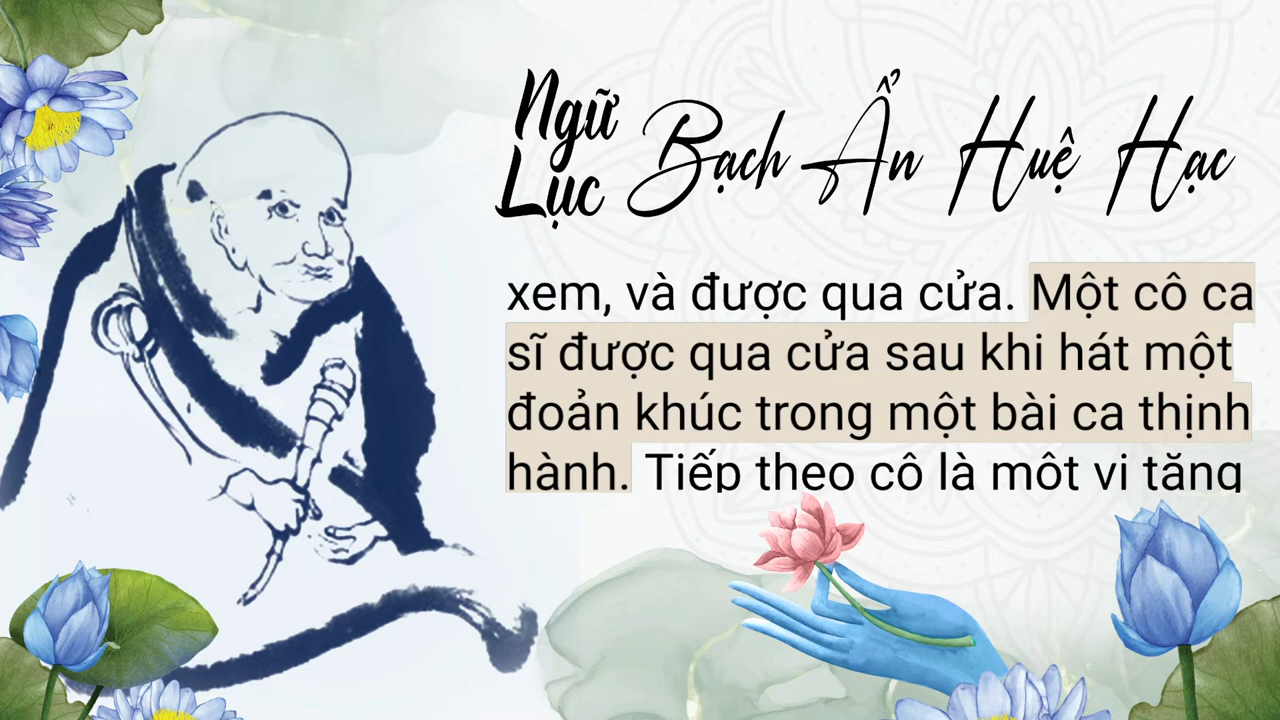 Ngữ
Lục
Bạch Ẩn Huệ Hạc
xem, và được qua cửa. Một cô ca
sĩ được qua cửa sau khi hát một
đoản khúc trong một bài ca thịnh
hành. Tiếp theo cô là một vị tăng